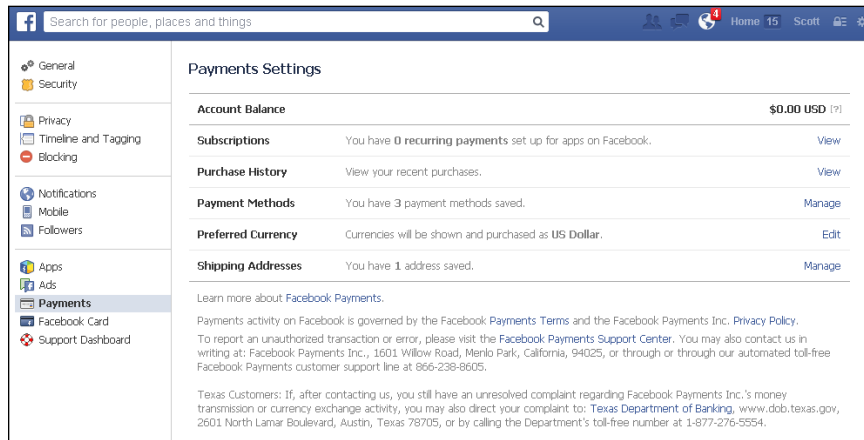 f Search for people, places and things 4 Home 15 Scott
General
Security
Privacy
Timeline and Tagging
Blocking
Notifications
Mobile
Followers
Apps
Ads
Payments
Facebook Card
Support Dashboard
Payments Settings
Account Balance $0.00 USD [?]
Subscriptions You have 0 recurring payments set up for apps on Facebook. View
Purchase History View your recent purchases. View
Payment Methods You have 3 payment methods saved. Manage
Preferred Currency Currencies will be shown and purchased as US Dollar. Edit
Shipping Addresses You have 1 address saved. Manage
Learn more about Facebook Payments.
Payments activity on Facebook is governed by the Facebook Payments Terms and the Facebook Payments Inc. Privacy Policy.
To report an unauthorized transaction or error, please visit the Facebook Payments Support Center. You may also contact us in
writing at: Facebook Payments Inc., 1601 Willow Road, Menlo Park, California, 94025, or through or through our automated toll-free
Facebook Payments customer support line at 866-238-8605.
Texas Customers: If, after contacting us, you still have an unresolved complaint regarding Facebook Payments Inc.'s money
transmission or currency exchange activity, you may also direct your complaint to: Texas Department of Banking, www.dob.texas.gov,
2601 North Lamar Boulevard, Austin, Texas 78705, or by calling the Department's toll-free number at 1-877-276-5554.